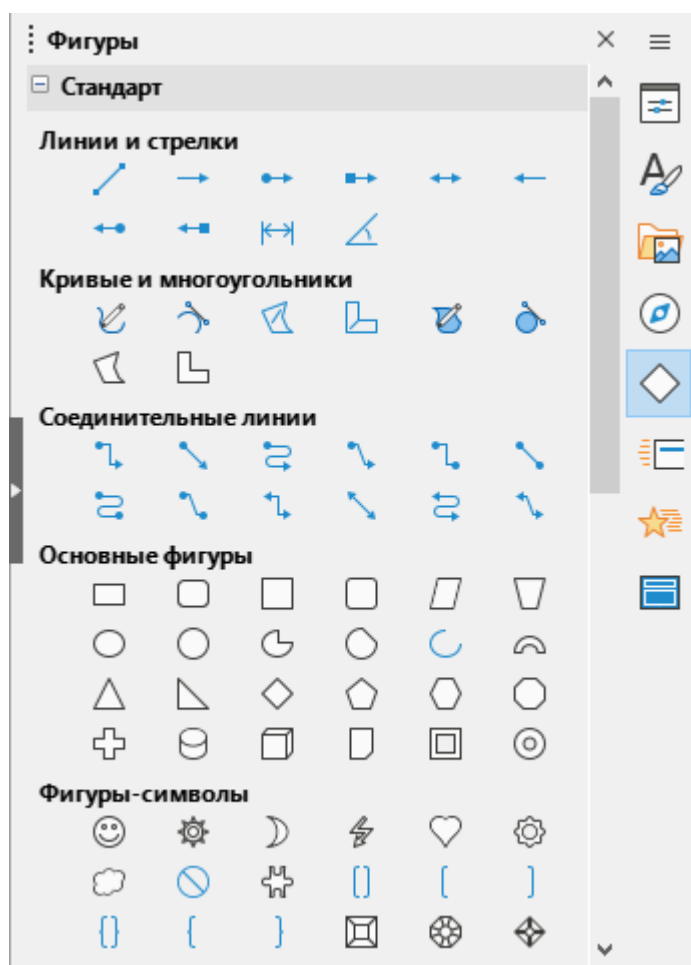 Фигуры
Стандарт
Линии и стрелки
Кривые и многоугольники
Соединительные линии
Основные фигуры
Фигуры-символы